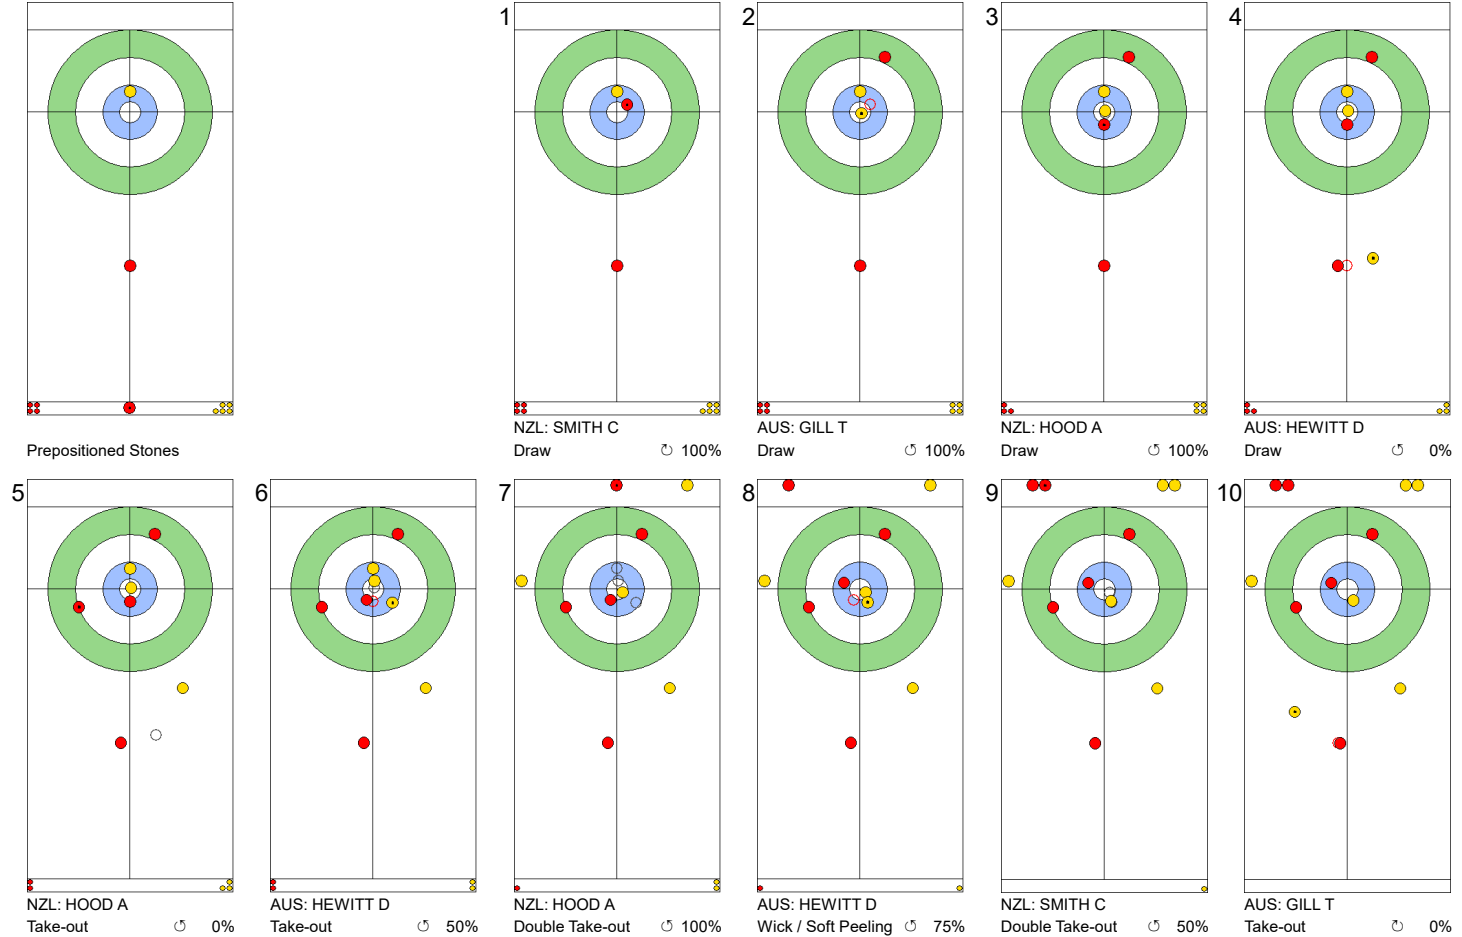 1 2 3 4
NZL: SMITH C AUS: GILL T NZL: HOOD A AUS: HEWITT D
Prepositioned Stones Draw 100% Draw 100% Draw 100% Take-out 0%
5 6 7 8 9 10
NZL: HOOD A AUS: HEWITT D NZL: HOOD A AUS: HEWITT D NZL: SMITH C AUS: GILL T
Take-out 0% Take-out 50% Double Take-out 100% Wick / Soft Peeling 75% Double Take-out 50% Take-out 0%